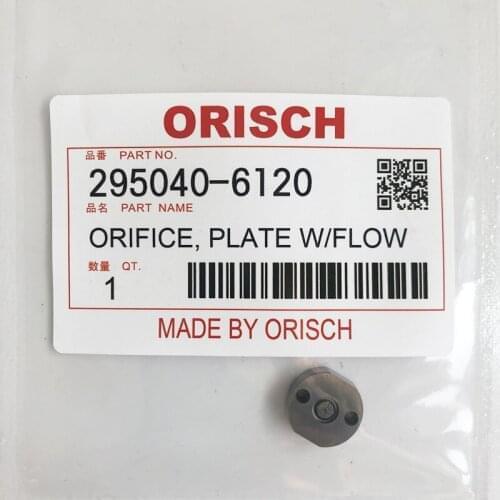 ORISCH
品番 PART NO.
295040-6120
品名 PART NAME
ORIFICE, PLATE W/FLOW
数量 QT.
1
MADE BY ORISCH